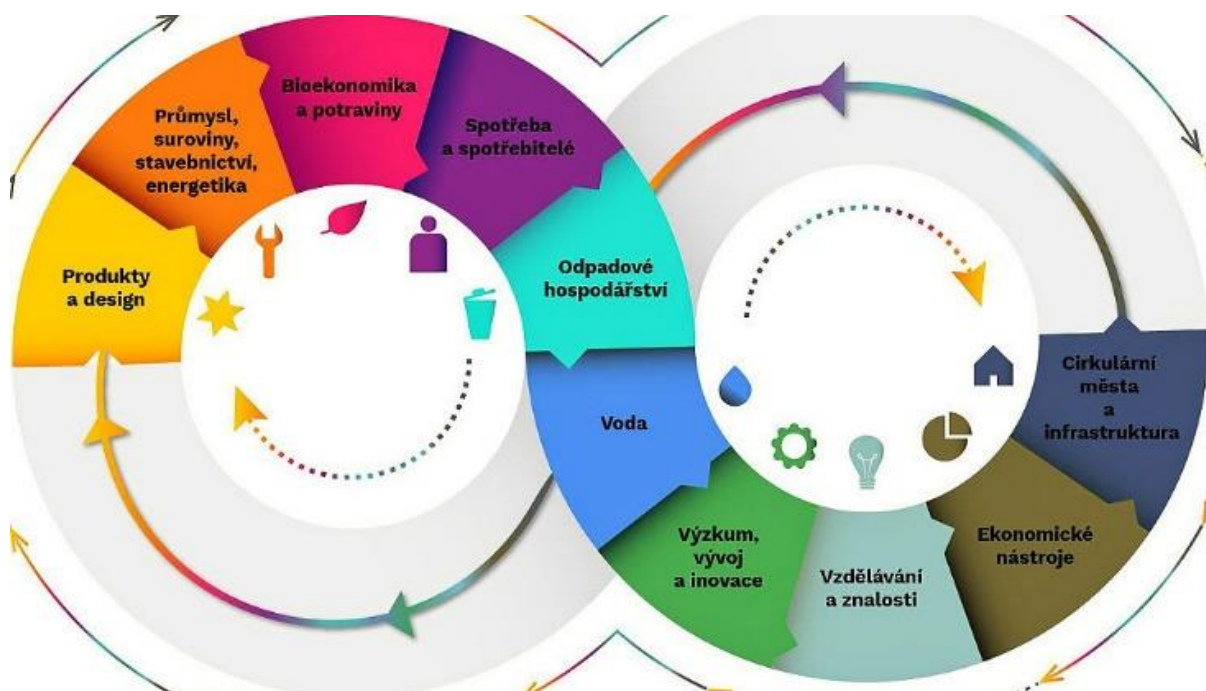 Bioekonomika
a potraviny
Průmysl,
suroviny,
stavebnictví,
energetika
Spotřeba
a spotřebitelé
Produkty
a design
Odpadové
hospodářství
Voda
Cirkulární
města
a
infrastruktura
Výzkum,
vývoj
a inovace
Vzdělávání
a znalosti
Ekonomické
nástroje